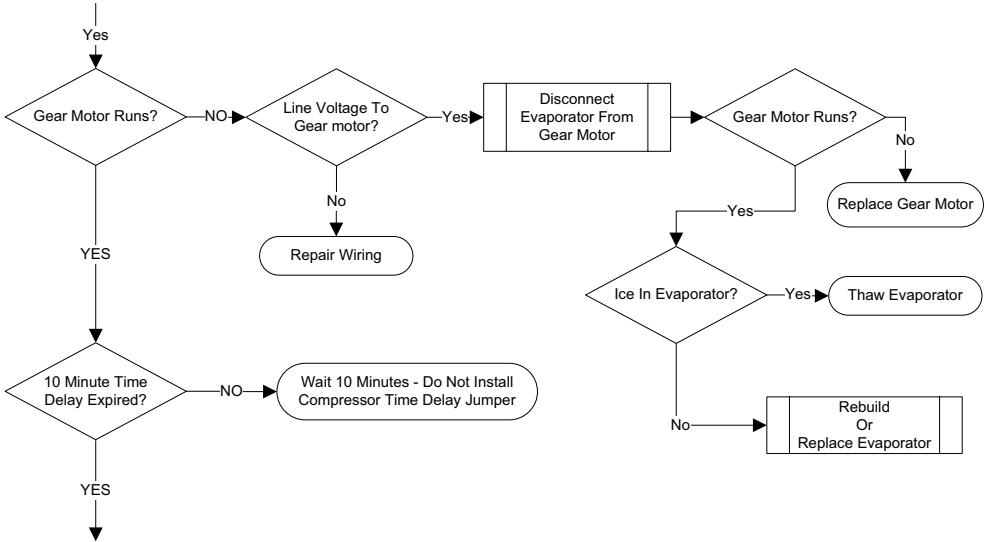 Yes
Gear Motor Runs?
NO
Line Voltage To
Gear motor?
Yes
Disconnect
Evaporator From
Gear Motor
Gear Motor Runs?
No
Replace Gear Motor
No
Repair Wiring
Yes
YES
Ice In Evaporator?
Yes
Thaw Evaporator
10 Minute Time
Delay Expired?
NO
Wait 10 Minutes - Do Not Install
Compressor Time Delay Jumper
No
Rebuild
Or
Replace Evaporator
YES